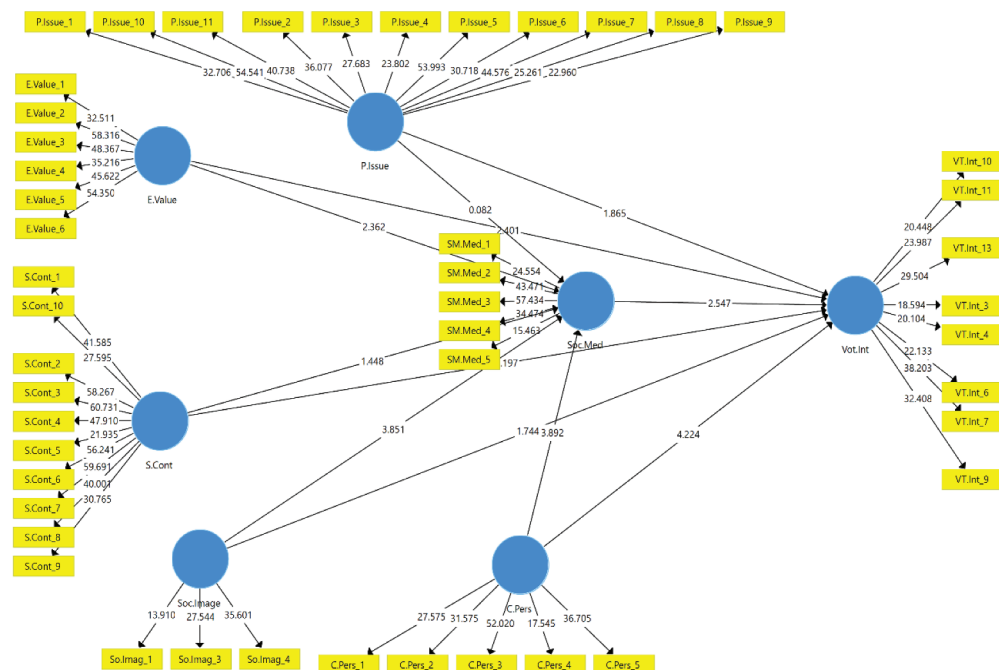 P.Issue_1 P.Issue_10 P.Issue_11 P.Issue_2 P.Issue_3 P.Issue_4 P.Issue_5 P.Issue_6 P.Issue_7 P.Issue_8 P.Issue_9
32.706 54.541 40.738 36.077 27.683 23.802 53.993 30.718 44.576 25.261 22.960
P.Issue
E.Value_1
E.Value_2
E.Value_3
E.Value_4
E.Value_5
E.Value_6
32.511
58.316
48.367
35.216
45.622
54.350
E.Value
0.082
1.865
2.362
2.401
SM.Med_1
SM.Med_2
SM.Med_3
SM.Med_4
SM.Med_5
24.554
43.471
57.434
34.474
15.463
Soc.Med
2.547
VT.Int_10
VT.Int_11
VT.Int_13
VT.Int_3
VT.Int_4
VT.Int_6
VT.Int_7
VT.Int_9
20.448
23.987
29.504
18.594
20.104
22.133
38.203
32.408
Vot.Int
S.Cont_1
S.Cont_10
S.Cont_2
S.Cont_3
S.Cont_4
S.Cont_5
S.Cont_6
S.Cont_7
S.Cont_8
S.Cont_9
41.585
27.595
58.267
60.731
47.910
21.935
56.241
59.691
40.001
30.765
S.Cont
1.448
.197
3.851
1.744
3.892
4.224
Soc.Image
13.910 27.544 35.601
So.Imag_1 So.Imag_3 So.Imag_4
C.Pers
27.575 31.575 52.020 17.545 36.705
C.Pers_1 C.Pers_2 C.Pers_3 C.Pers_4 C.Pers_5